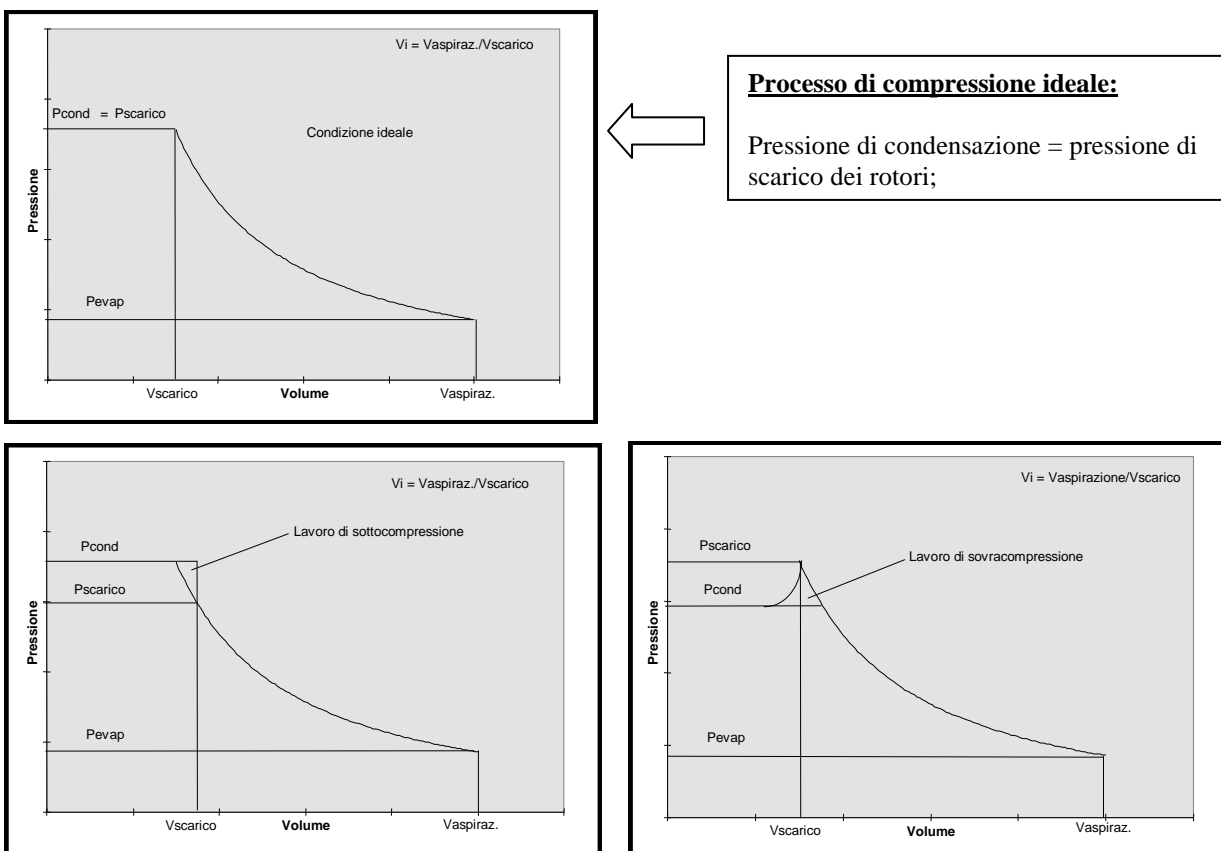 Vi = Vaspiraz./Vscarico
Pcond = Pscarico
Condizione ideale
Pressione
Pevap
Vscarico
Volume
Vaspiraz.
Processo di compressione ideale:
Pressione di condensazione = pressione di
scarico dei rotori;
Vi = Vaspiraz./Vscarico
Lavoro di sottocompressione
Pcond
Pscarico
Pressione
Pevap
Vscarico
Volume
Vaspiraz.
Vi = Vaspirazione/Vscarico
Pscarico
Lavoro di sovracompressione
Pcond
Pressione
Pevap
Vscarico
Volume
Vaspiraz.